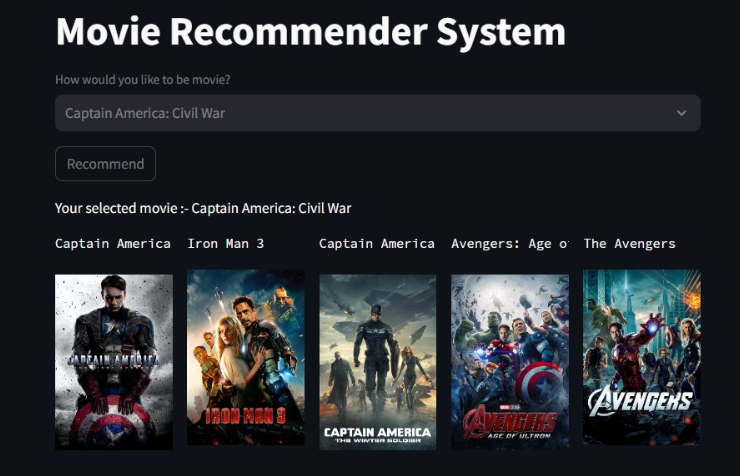 Movie Recommender System
How would you like to be movie?
Captain America: Civil War
Recommend
Your selected movie :- Captain America: Civil War
Captain America
Iron Man 3
Captain America
Avengers: Age o
The Avengers
CAPTAIN AMERICA
IRON MAN 3
CAPTAIN AMERICA
THE WINTER SOLDIER
MARVEL
AVENGERS
AGE OF ULTRON
AVENGERS